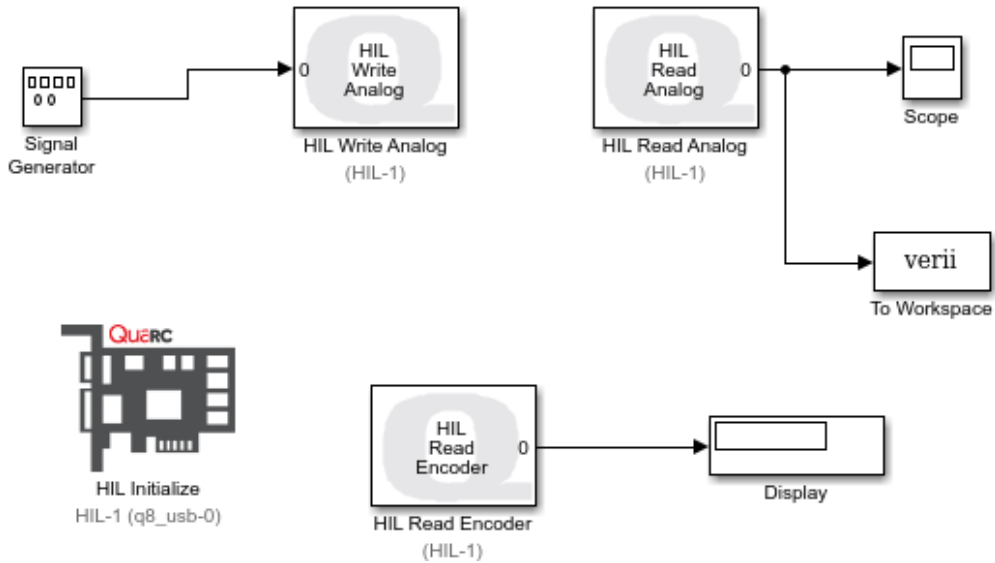 HIL
Write
Analog
0
HIL Write Analog
(HIL-1)
Signal
Generator
HIL
Read
Analog
0
HIL Read Analog
(HIL-1)
Scope
verii
To Workspace
QUARC
HIL Initialize
HIL-1 (q8_usb-0)
HIL
Read
Encoder
0
HIL Read Encoder
(HIL-1)
Display